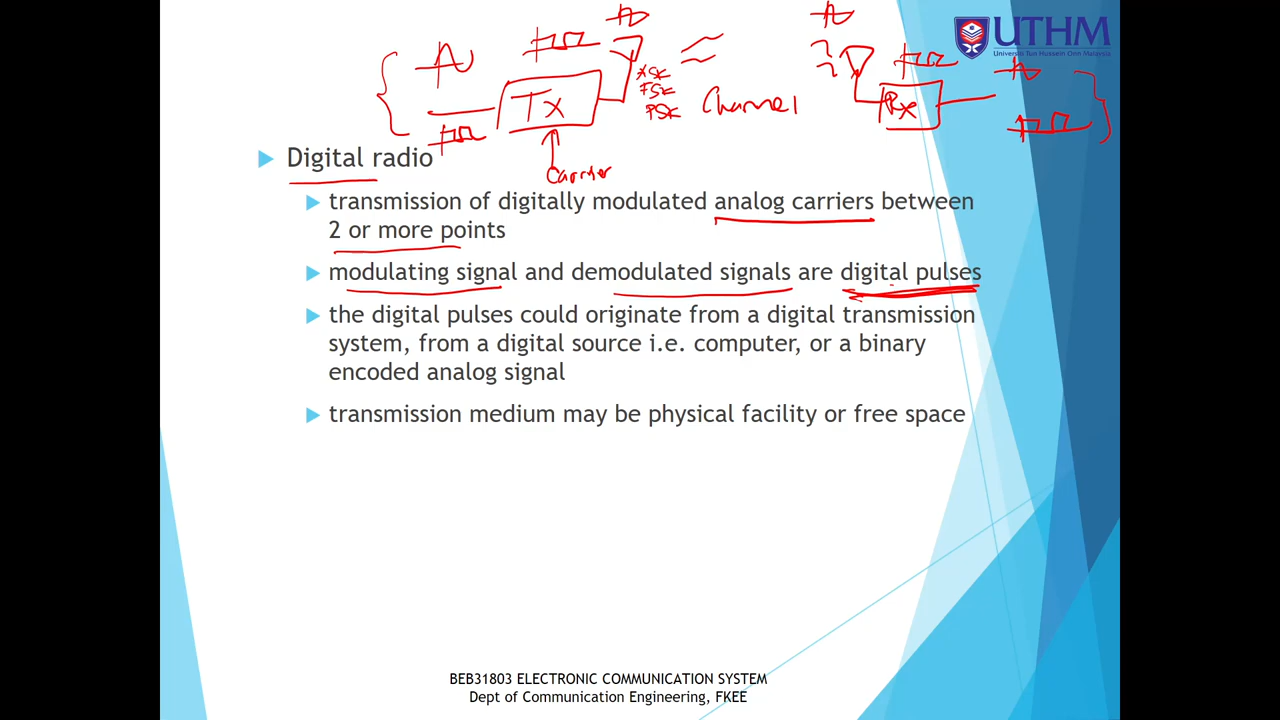 UTHM
Universiti Tun Hussein Onn Malaysia
Tx
ASK
FSK
PSK
Channel
Rx
Carrier
Digital radio
transmission of digitally modulated analog carriers between
2 or more points
modulating signal and demodulated signals are digital pulses
the digital pulses could originate from a digital transmission
system, from a digital source i.e. computer, or a binary
encoded analog signal
transmission medium may be physical facility or free space
BEB31803 ELECTRONIC COMMUNICATION SYSTEM
Dept of Communication Engineering, FKEE